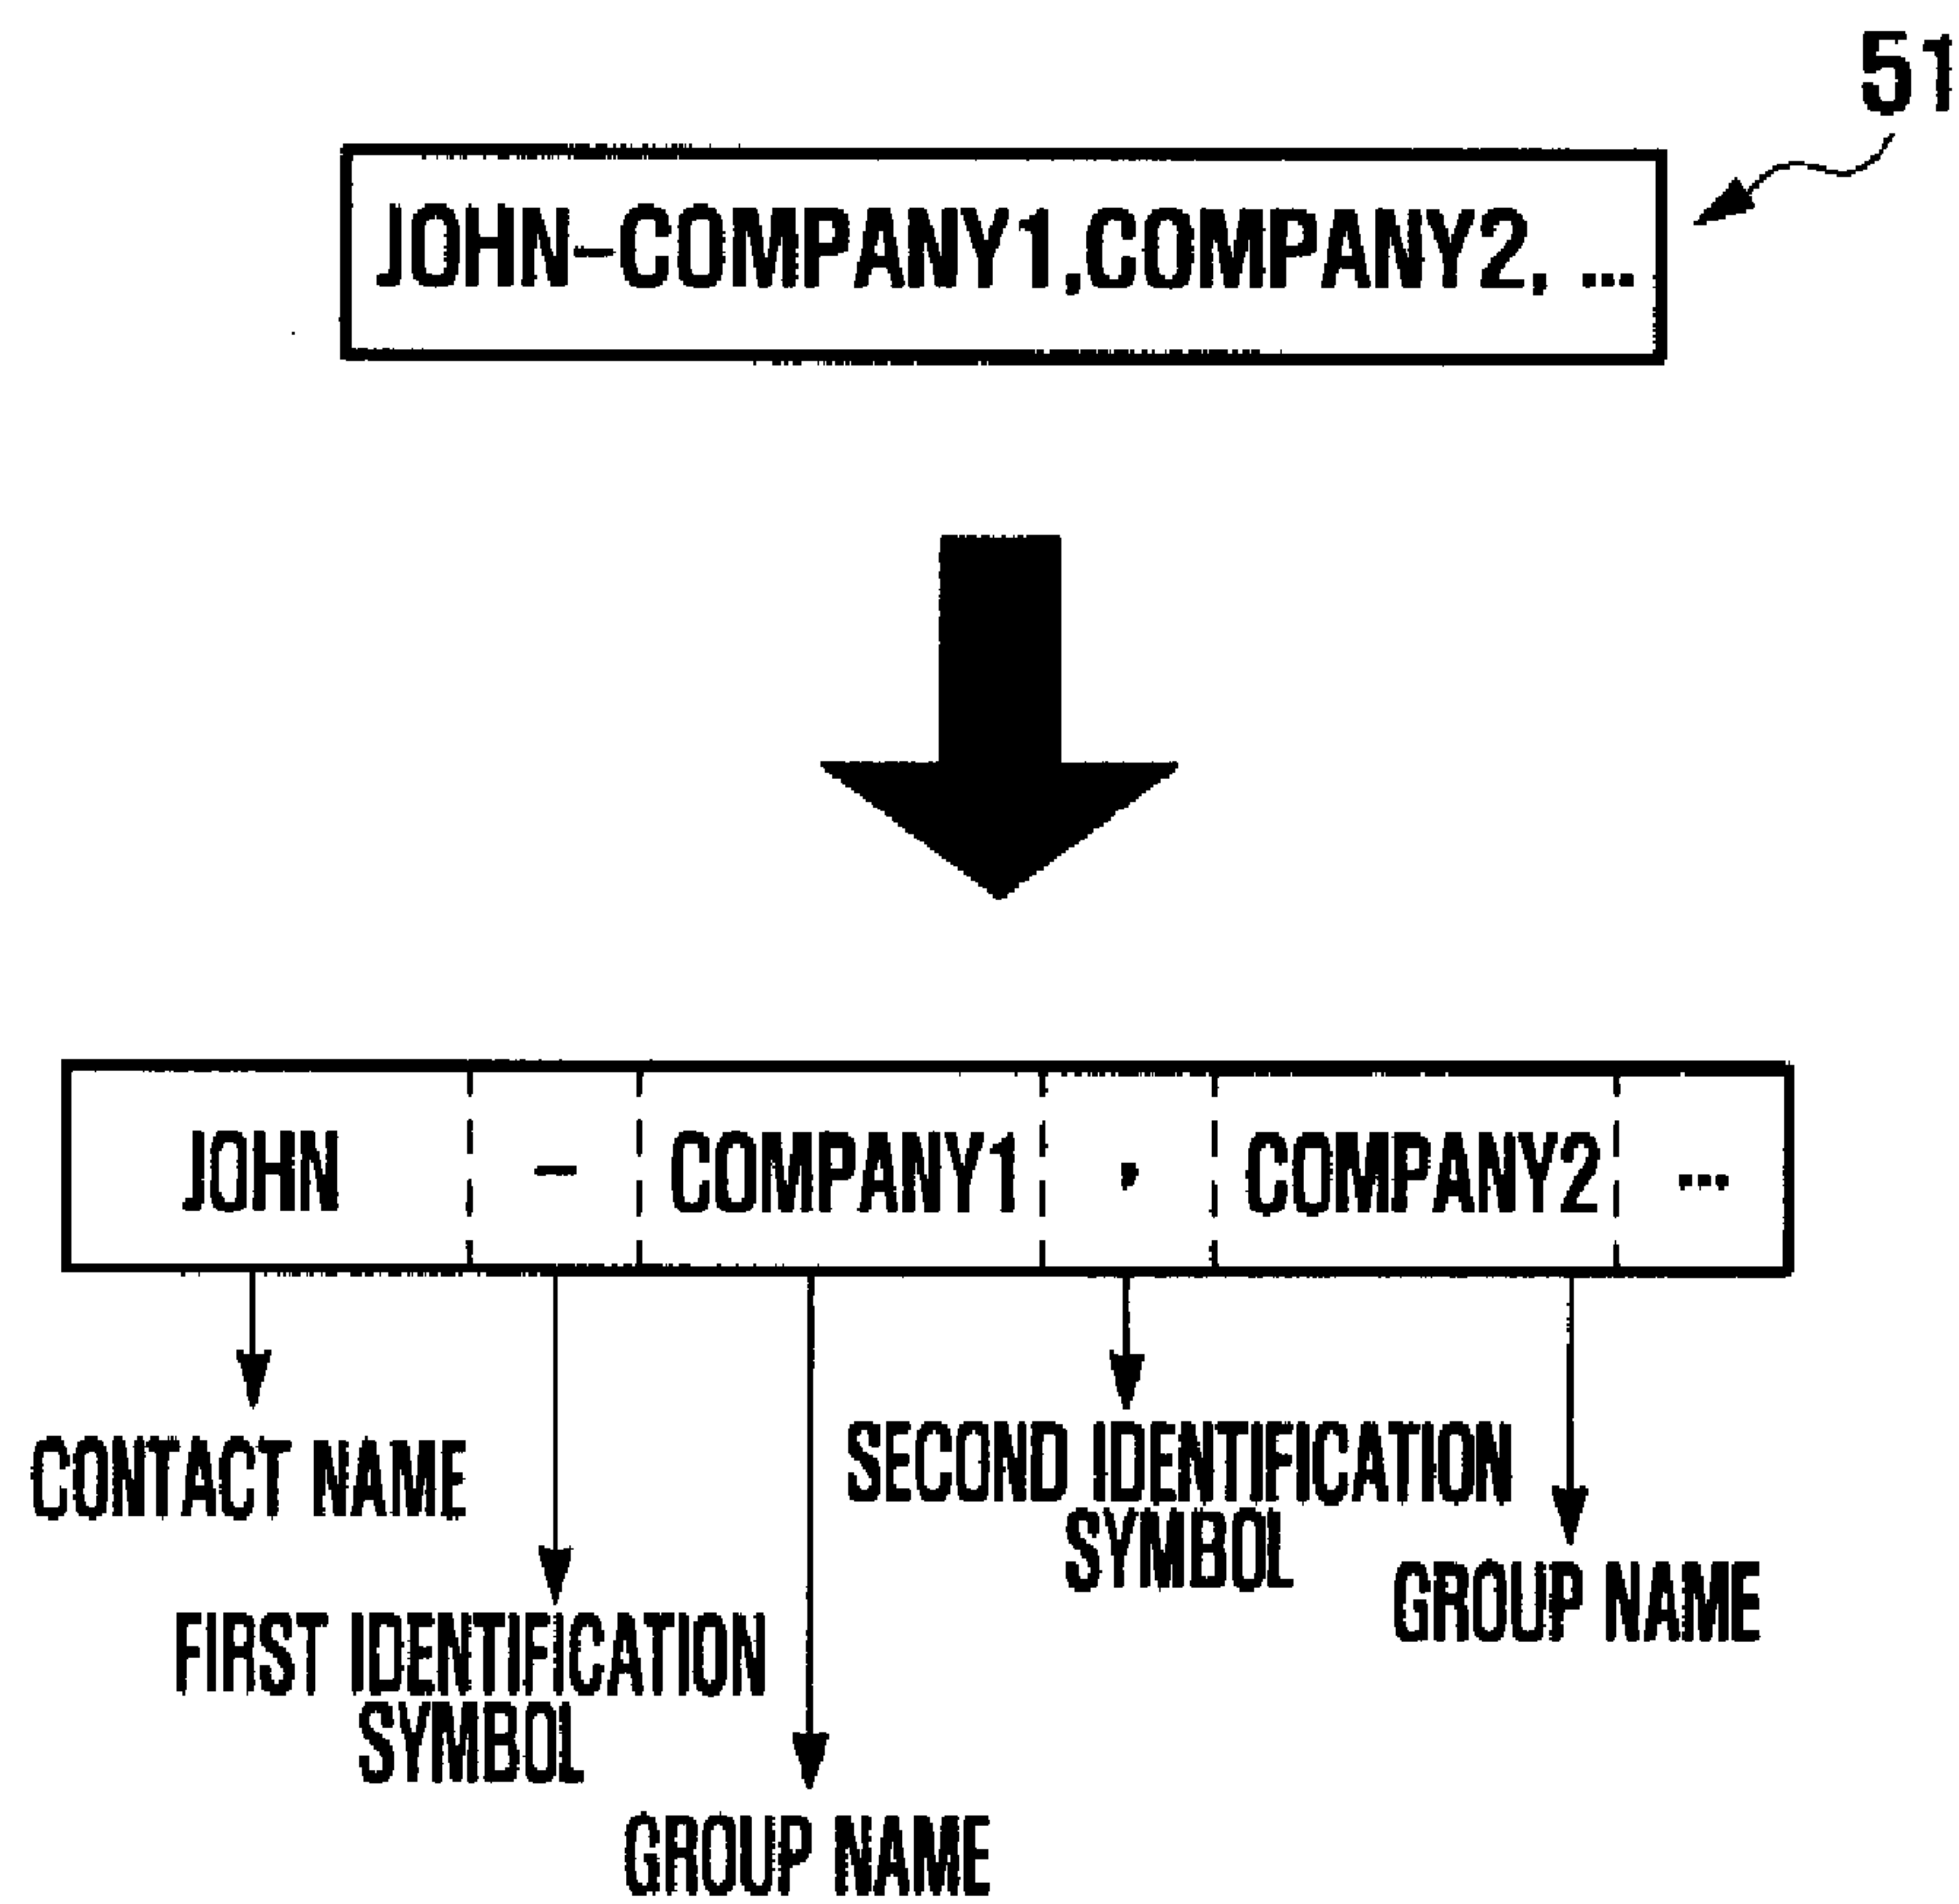 51
JOHN-COMPANY1,COMPANY2, ...
JOHN - COMPANY1 , COMPANY2 ...
CONTACT NAME
SECOND IDENTIFICATION
SYMBOL
GROUP NAME
FIRST IDENTIFICATION
SYMBOL
GROUP NAME